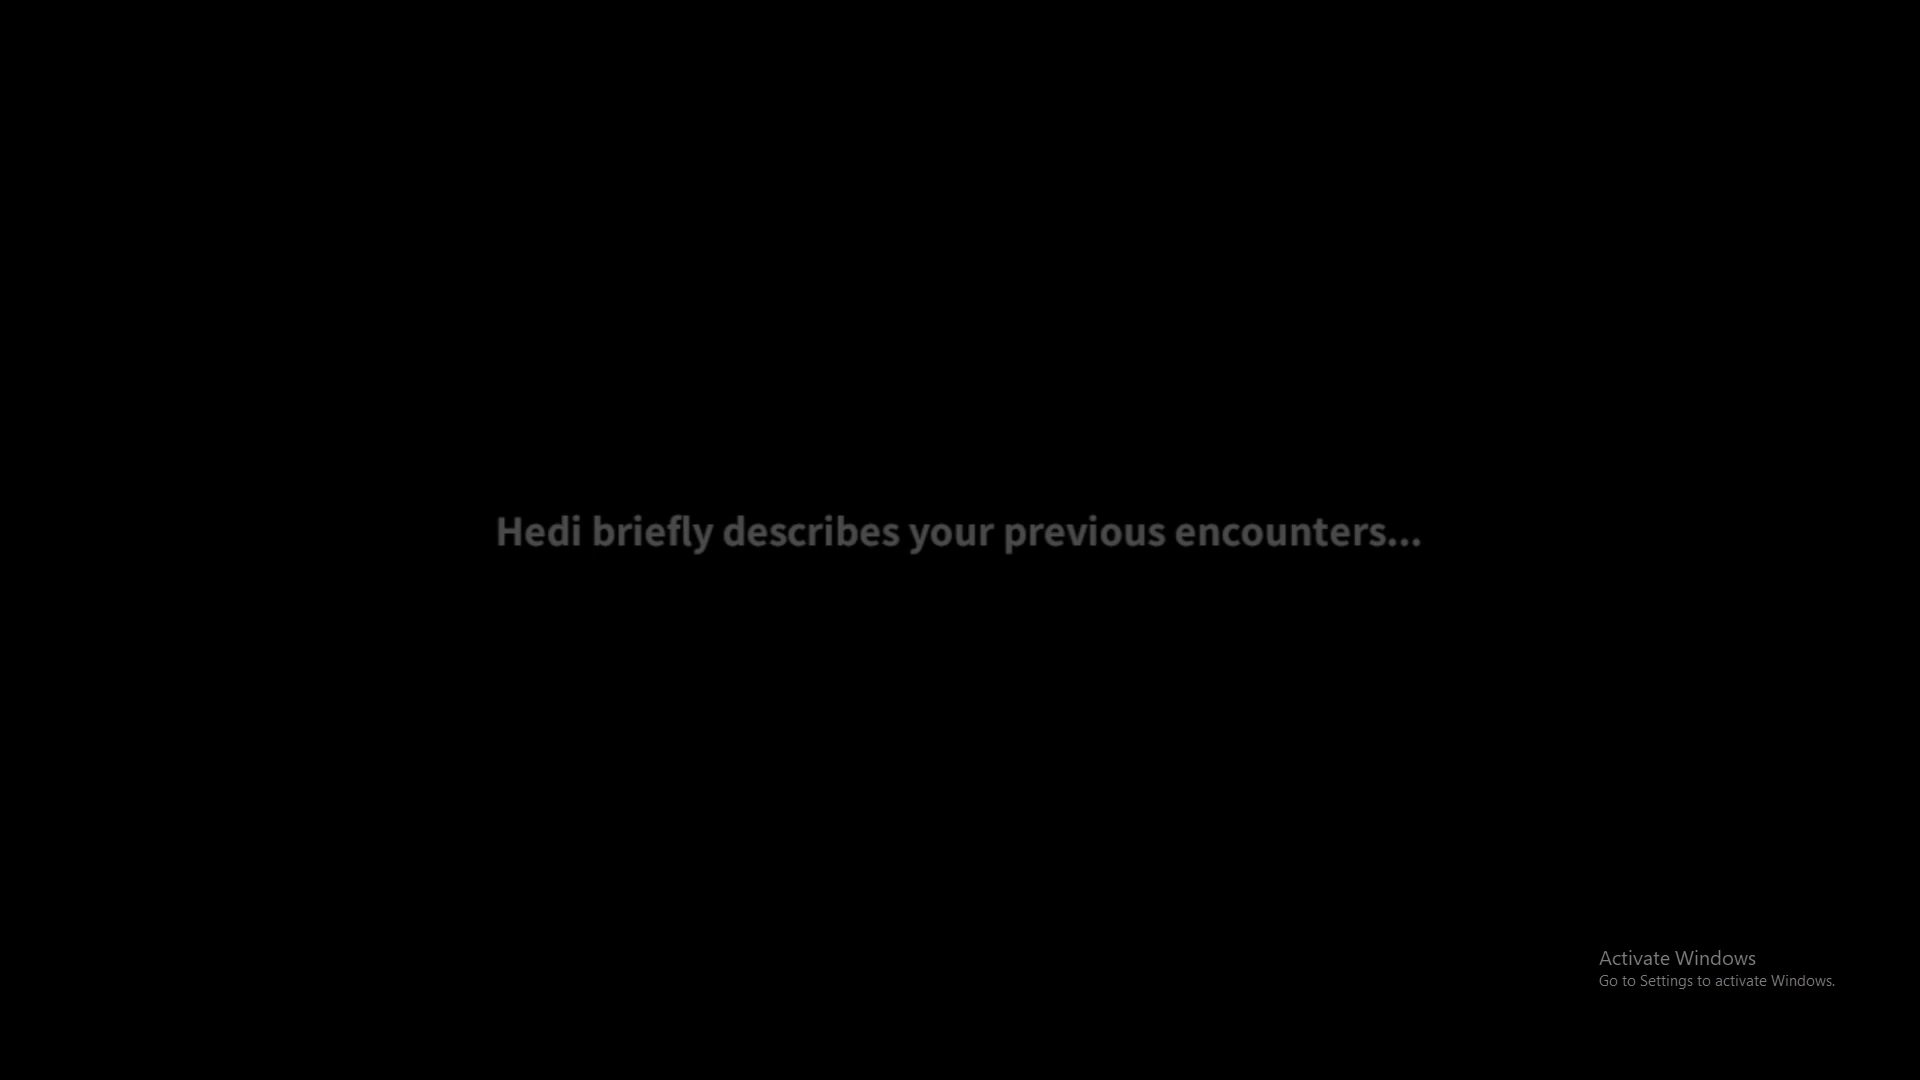 Hedi briefly describes your previous encounters...
Activate Windows
Go to Settings to activate Windows.